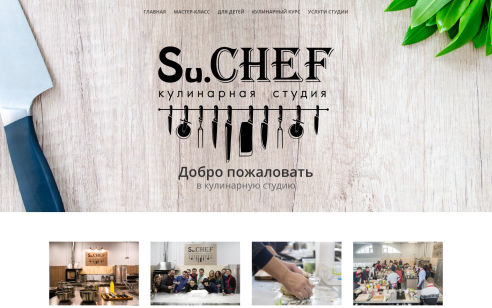 ГЛАВНАЯ МАСТЕР-КЛАСС ДЛЯ ДЕТЕЙ КУЛИНАРНЫЙ КУРС УСЛУГИ СТУДИИ
Su.CHEF
кулинарная студия
Добро пожаловать
в кулинарную студию
Su.CHEF
Su.CHEF